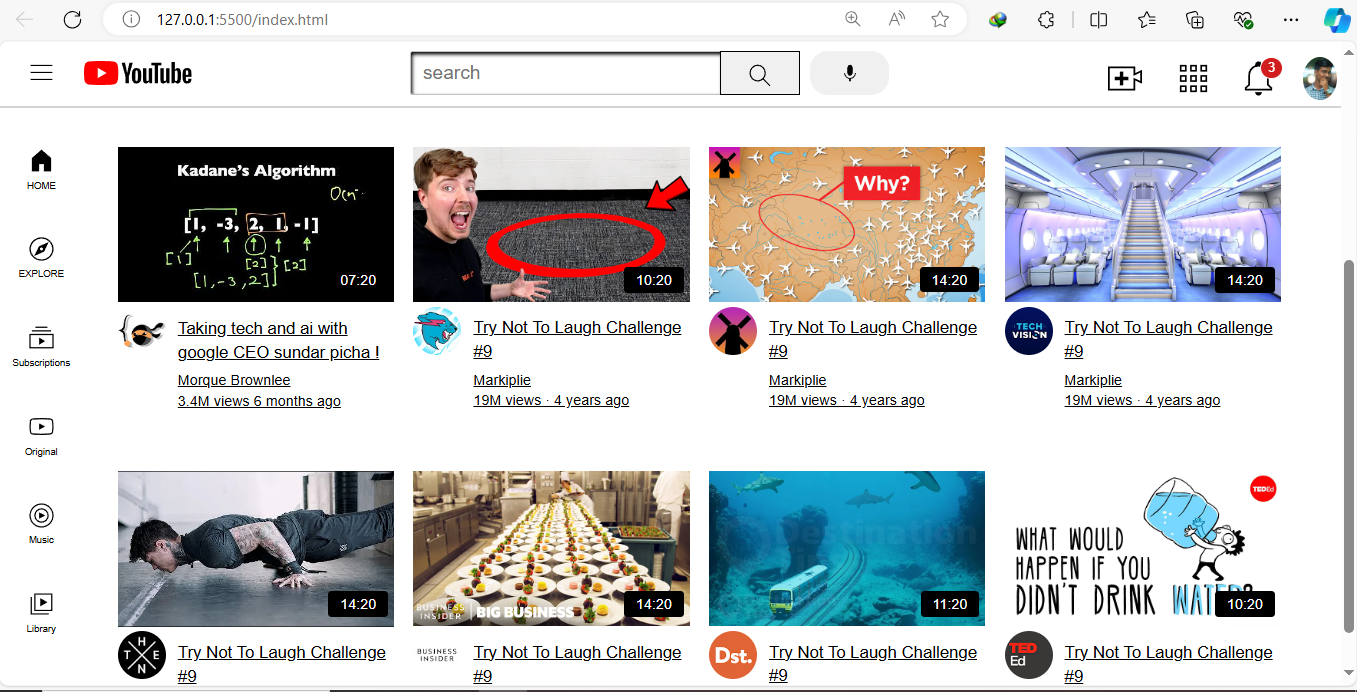 127.0.0.1:5500/index.html
YouTube
search
3
HOME
EXPLORE
Subscriptions
Original
Music
Library
Kadane's Algorithm
[1, -3, 2, 1, -1]
[1]
[2]
[2]
[1, -3, 2]
07:20
10:20
Why?
14:20
14:20
Taking tech and ai with
google CEO sundar picha !
Morque Brownlee
3.4M views 6 months ago
Try Not To Laugh Challenge
#9
Markiplie
19M views · 4 years ago
Try Not To Laugh Challenge
#9
Markiplie
19M views · 4 years ago
TECH
VISION
Try Not To Laugh Challenge
#9
Markiplie
19M views · 4 years ago
14:20
BUSINESS
INSIDER
BIG BUSINESS
14:20
Destination
11:20
TEDEd
WHAT WOULD
HAPPEN IF YOU
DIDN'T DRINK WATER?
10:20
H
T E
N
Try Not To Laugh Challenge
#9
BUSINESS
INSIDER
Try Not To Laugh Challenge
#9
Dst.
Try Not To Laugh Challenge
#9
TED
Ed
Try Not To Laugh Challenge
#9